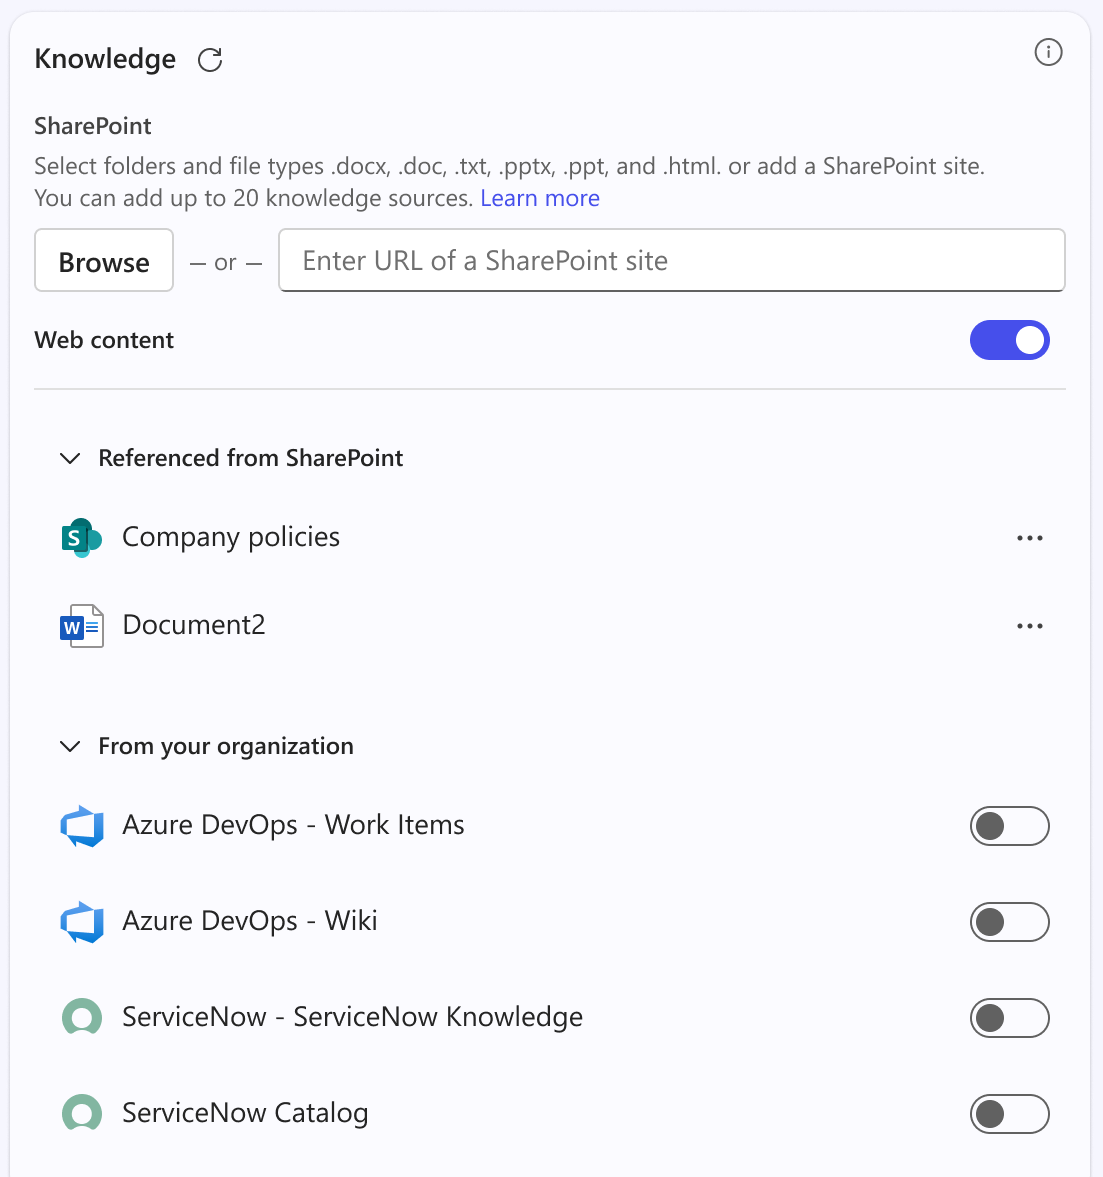 Knowledge
SharePoint
Select folders and file types .docx, .doc, .txt, .pptx, .ppt, and .html. or add a SharePoint site.
You can add up to 20 knowledge sources. Learn more
Browse — or — Enter URL of a SharePoint site
Web content
Referenced from SharePoint
S Company policies
W Document2
From your organization
Azure DevOps - Work Items
Azure DevOps - Wiki
ServiceNow - ServiceNow Knowledge
ServiceNow Catalog